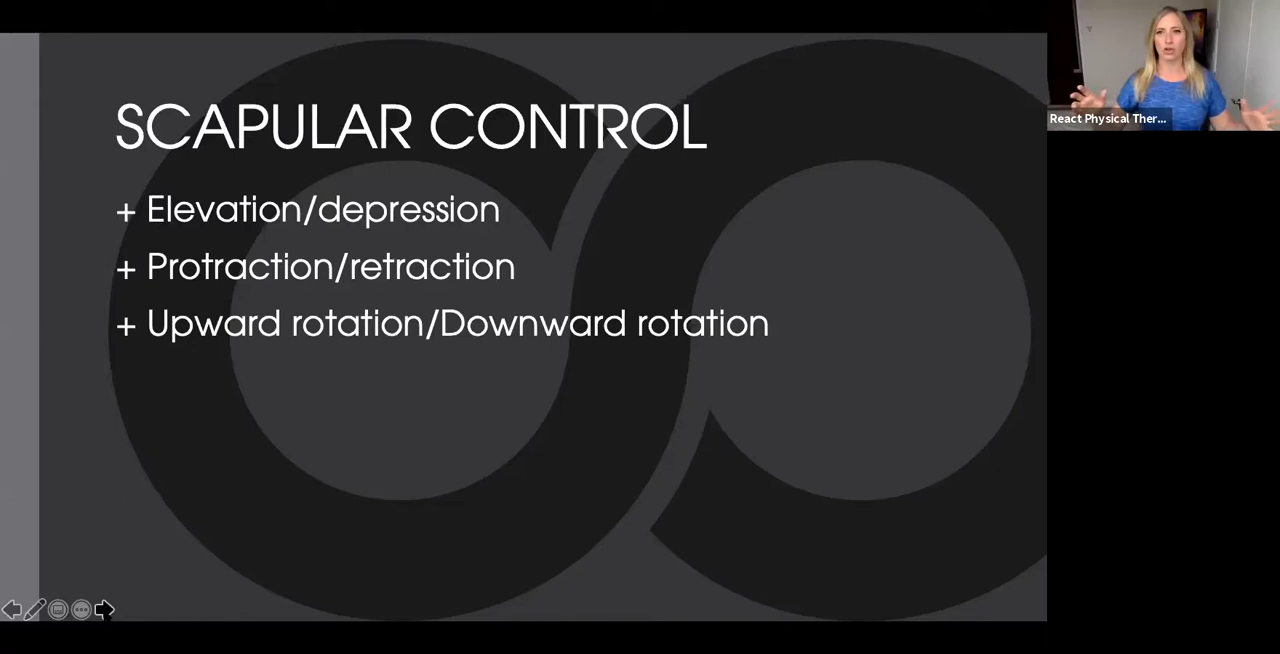 SCAPULAR CONTROL
+ Elevation/depression
+ Protraction/retraction
+ Upward rotation/Downward rotation
React Physical Ther...